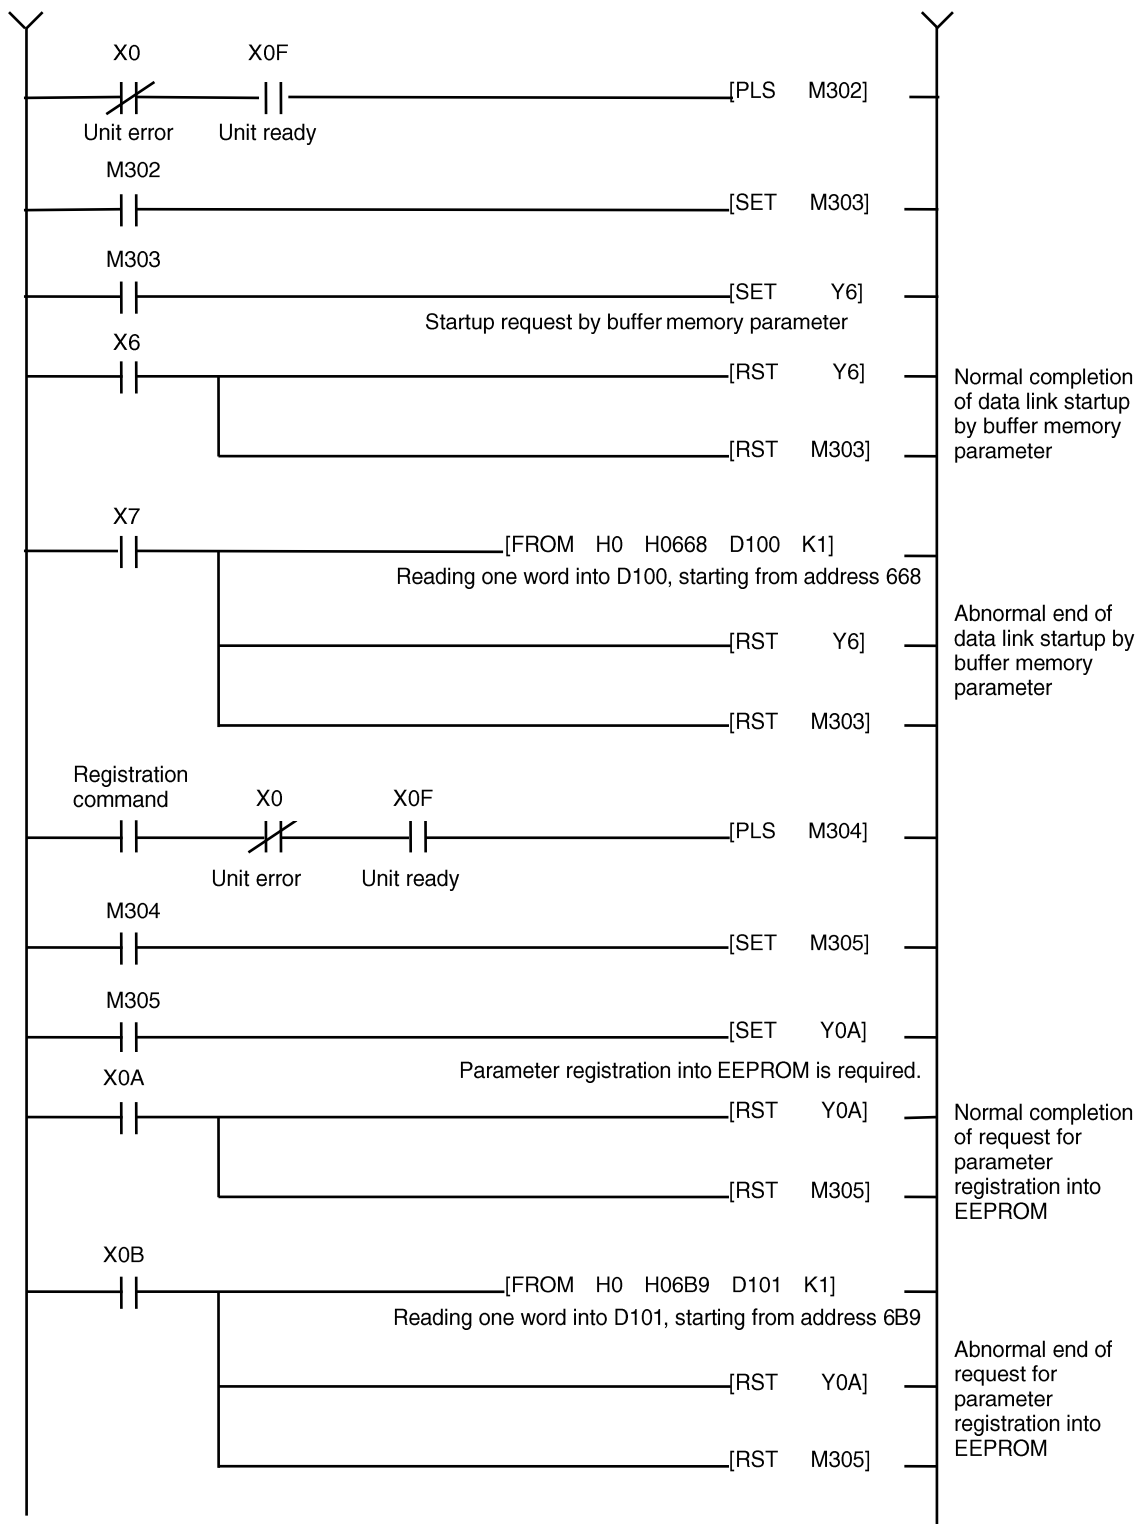 X0 X0F
[PLS M302]
Unit error Unit ready
M302
[SET M303]
M303
[SET Y6]
Startup request by buffer memory parameter
X6
[RST Y6]
Normal completion
of data link startup
by buffer memory
parameter
[RST M303]
X7
[FROM H0 H0668 D100 K1]
Reading one word into D100, starting from address 668
Abnormal end of
data link startup by
buffer memory
parameter
[RST Y6]
[RST M303]
Registration
command
X0 X0F
[PLS M304]
Unit error Unit ready
M304
[SET M305]
M305
[SET Y0A]
Parameter registration into EEPROM is required.
X0A
[RST Y0A]
Normal completion
of request for
parameter
registration into
EEPROM
[RST M305]
X0B
[FROM H0 H06B9 D101 K1]
Reading one word into D101, starting from address 6B9
Abnormal end of
request for
parameter
registration into
EEPROM
[RST Y0A]
[RST M305]